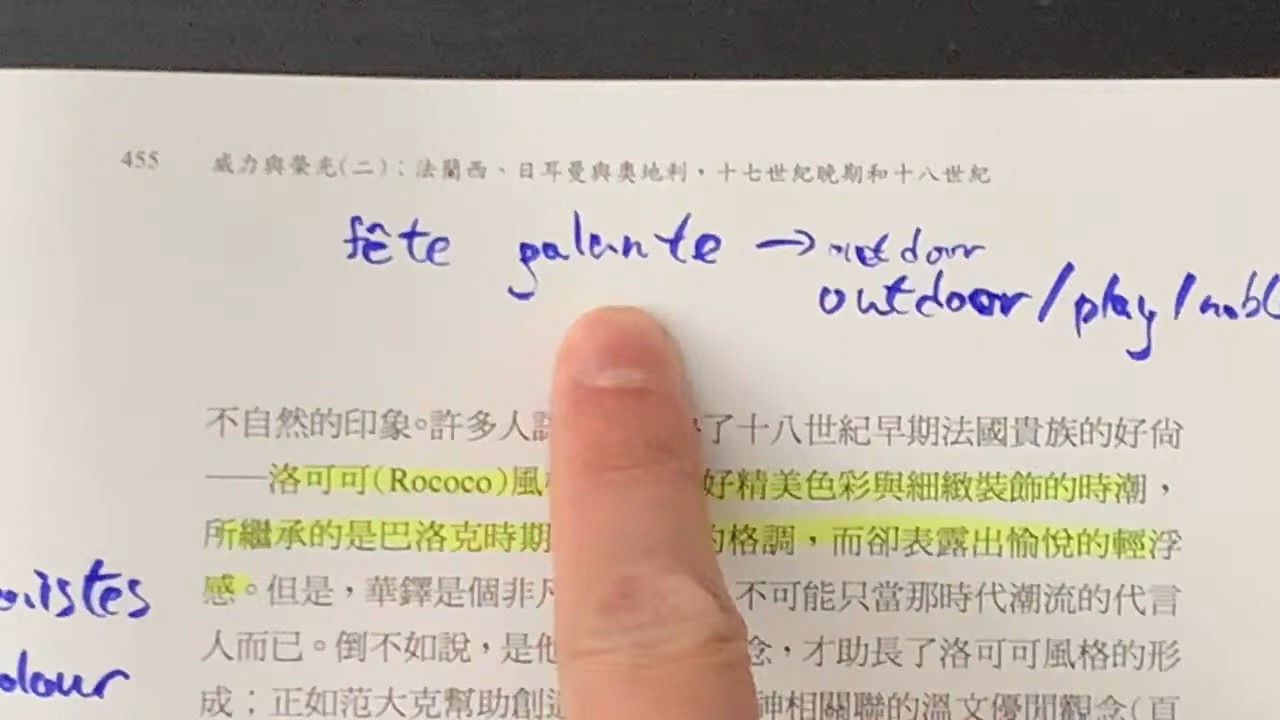 455 威力與榮光(二):法蘭西、日耳曼與奧地利,十七世紀晚期和十八世紀
fête galante → outdoor
outdoor/play/nobl
不自然的印象。許多人 了十八世紀早期法國貴族的好尚
——洛可可(Rococo)風 好精美色彩與細緻裝飾的時潮,
所繼承的是巴洛克時期 的格調,而卻表露出愉悅的輕浮
感。但是,華鐸是個非凡 不可能只當那時代潮流的代言
人而已。倒不如說,是他 念,才助長了洛可可風格的形
成;正如范大克幫助創造 神相關聯的溫文優閒觀念(頁
istes
olour